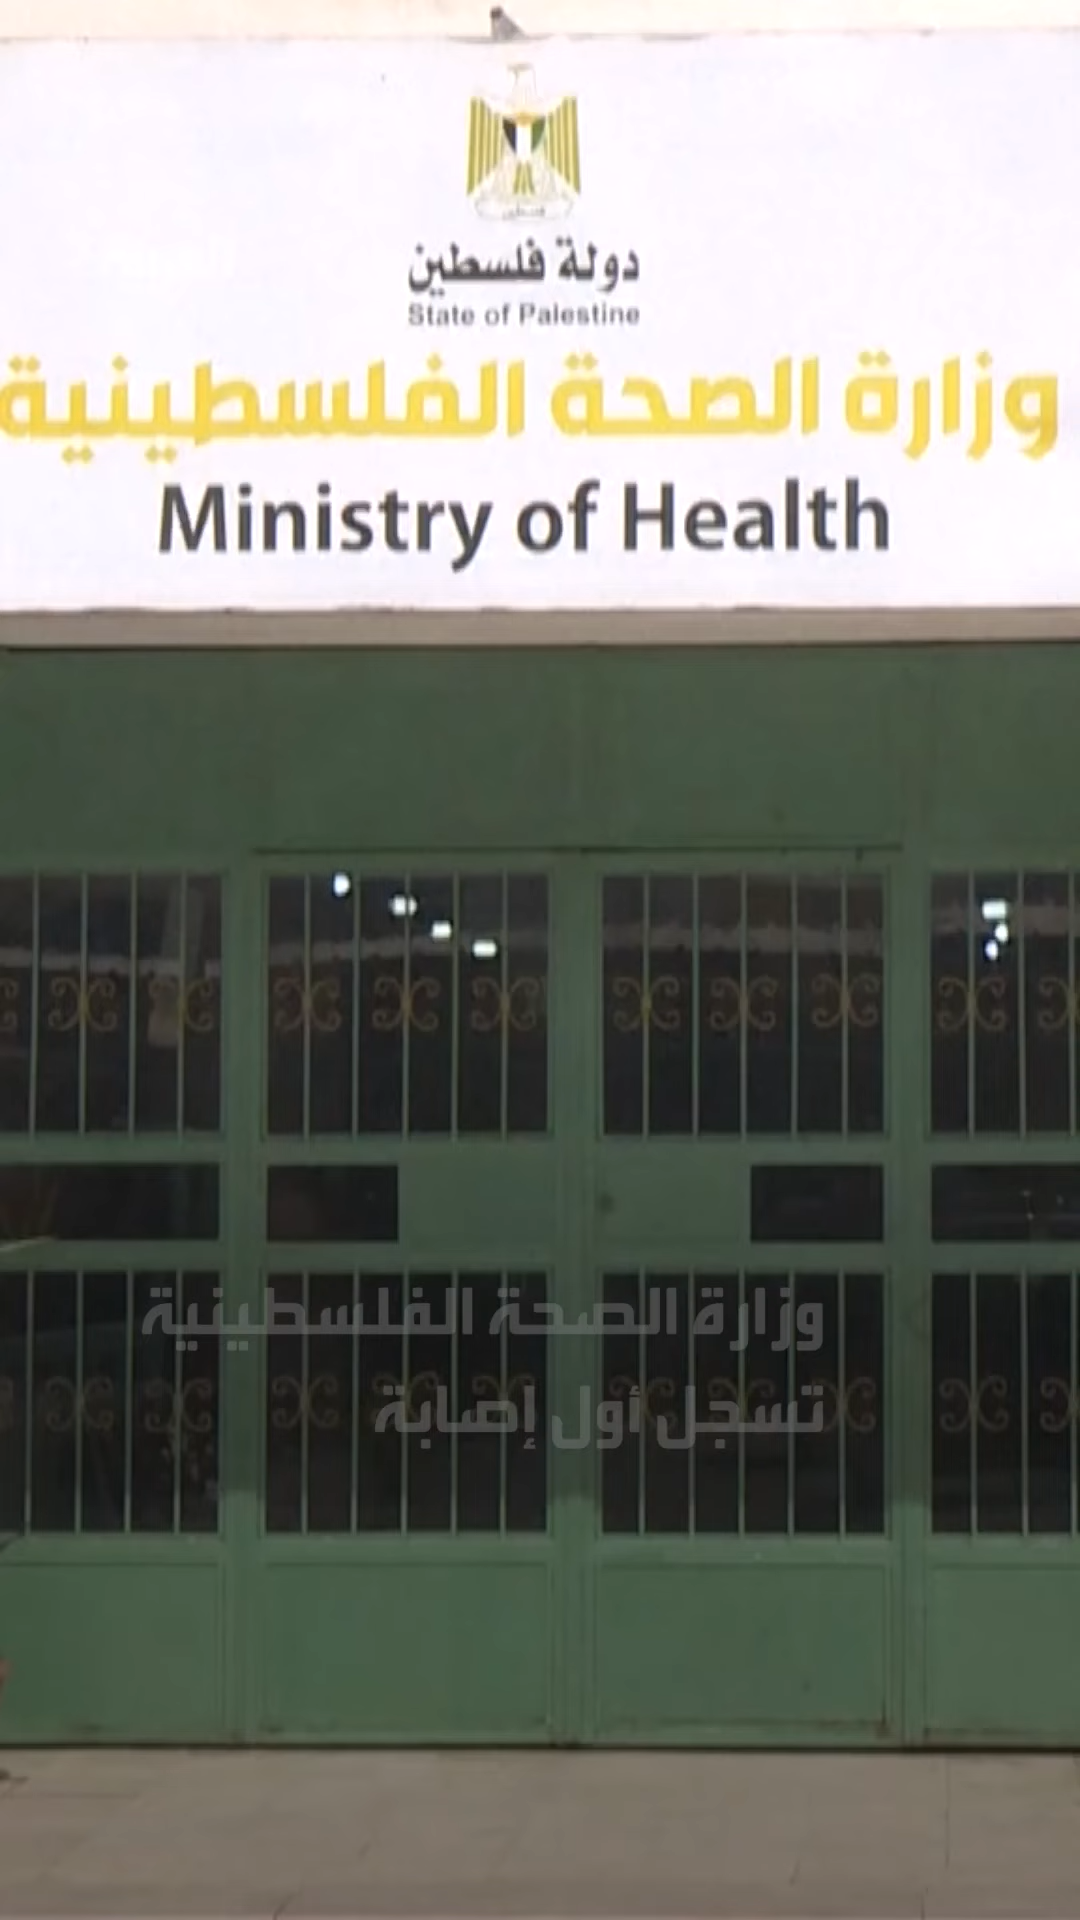 دولة فلسطين
State of Palestine
وزارة الصحة الفلسطينية
Ministry of Health
وزارة الصحة الفلسطينية
تسجل أول إصابة